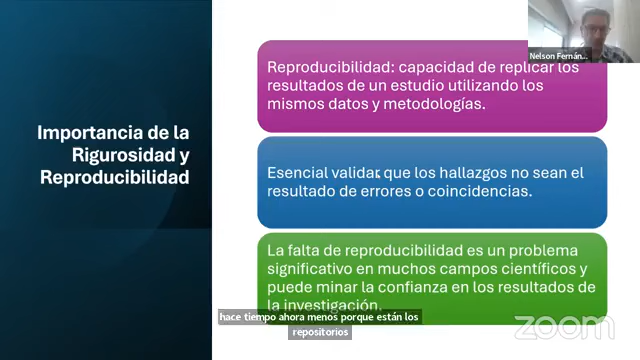 Importancia de la
Rigurosidad y
Reproducibilidad
Reproducibilidad: capacidad de replicar los
resultados de un estudio utilizando los
mismos datos y metodologías.
Esencial validar que los hallazgos no sean el
resultado de errores o coincidencias.
La falta de reproducibilidad es un problema
significativo en muchos campos científicos y
puede minar la confianza en los resultados de
la investigación.
hace tiempo ahora menos porque están los
repositorios
Nelson Fernán...
zoom